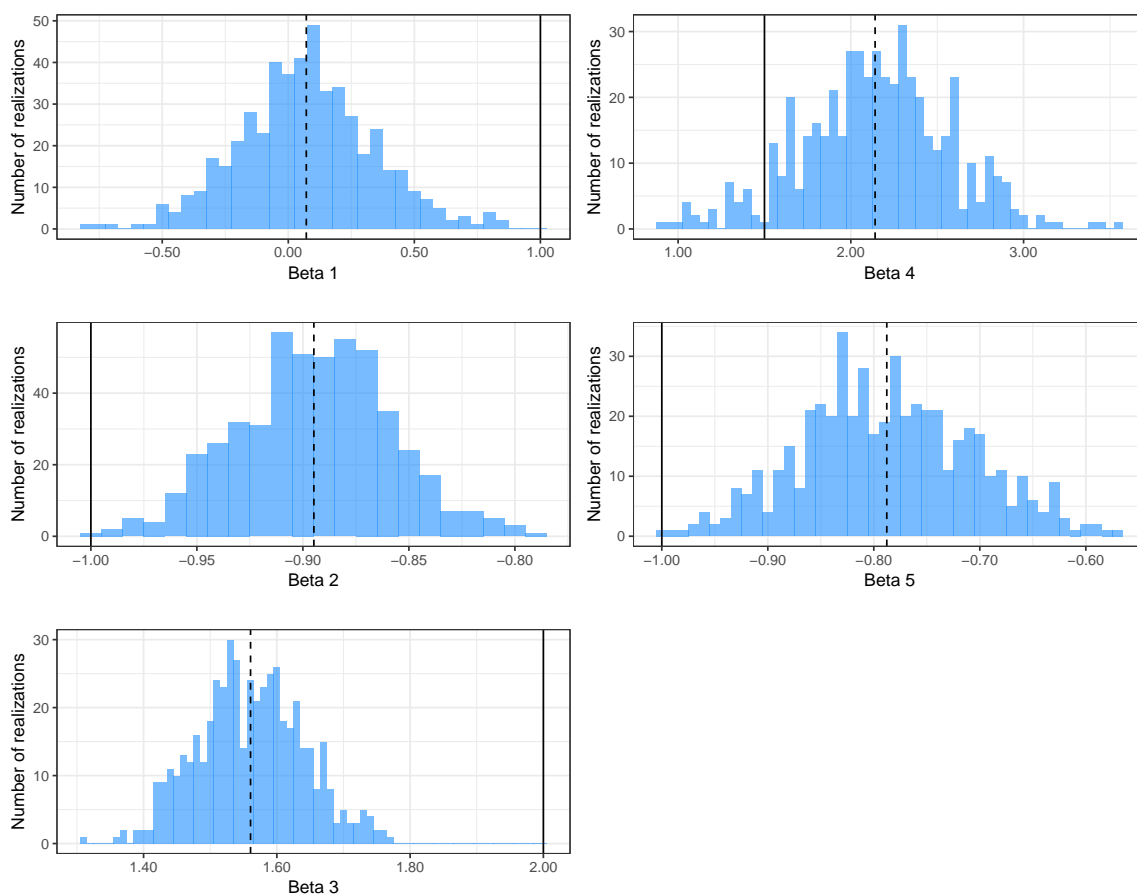 Number of realizations
50
40
30
20
10
0
−0.50 0.00 0.50 1.00
Beta 1
Number of realizations
30
20
10
0
1.00 2.00 3.00
Beta 4
Number of realizations
40
20
0
−1.00 −0.95 −0.90 −0.85 −0.80
Beta 2
Number of realizations
30
20
10
0
−1.00 −0.90 −0.80 −0.70 −0.60
Beta 5
Number of realizations
30
20
10
0
1.40 1.60 1.80 2.00
Beta 3